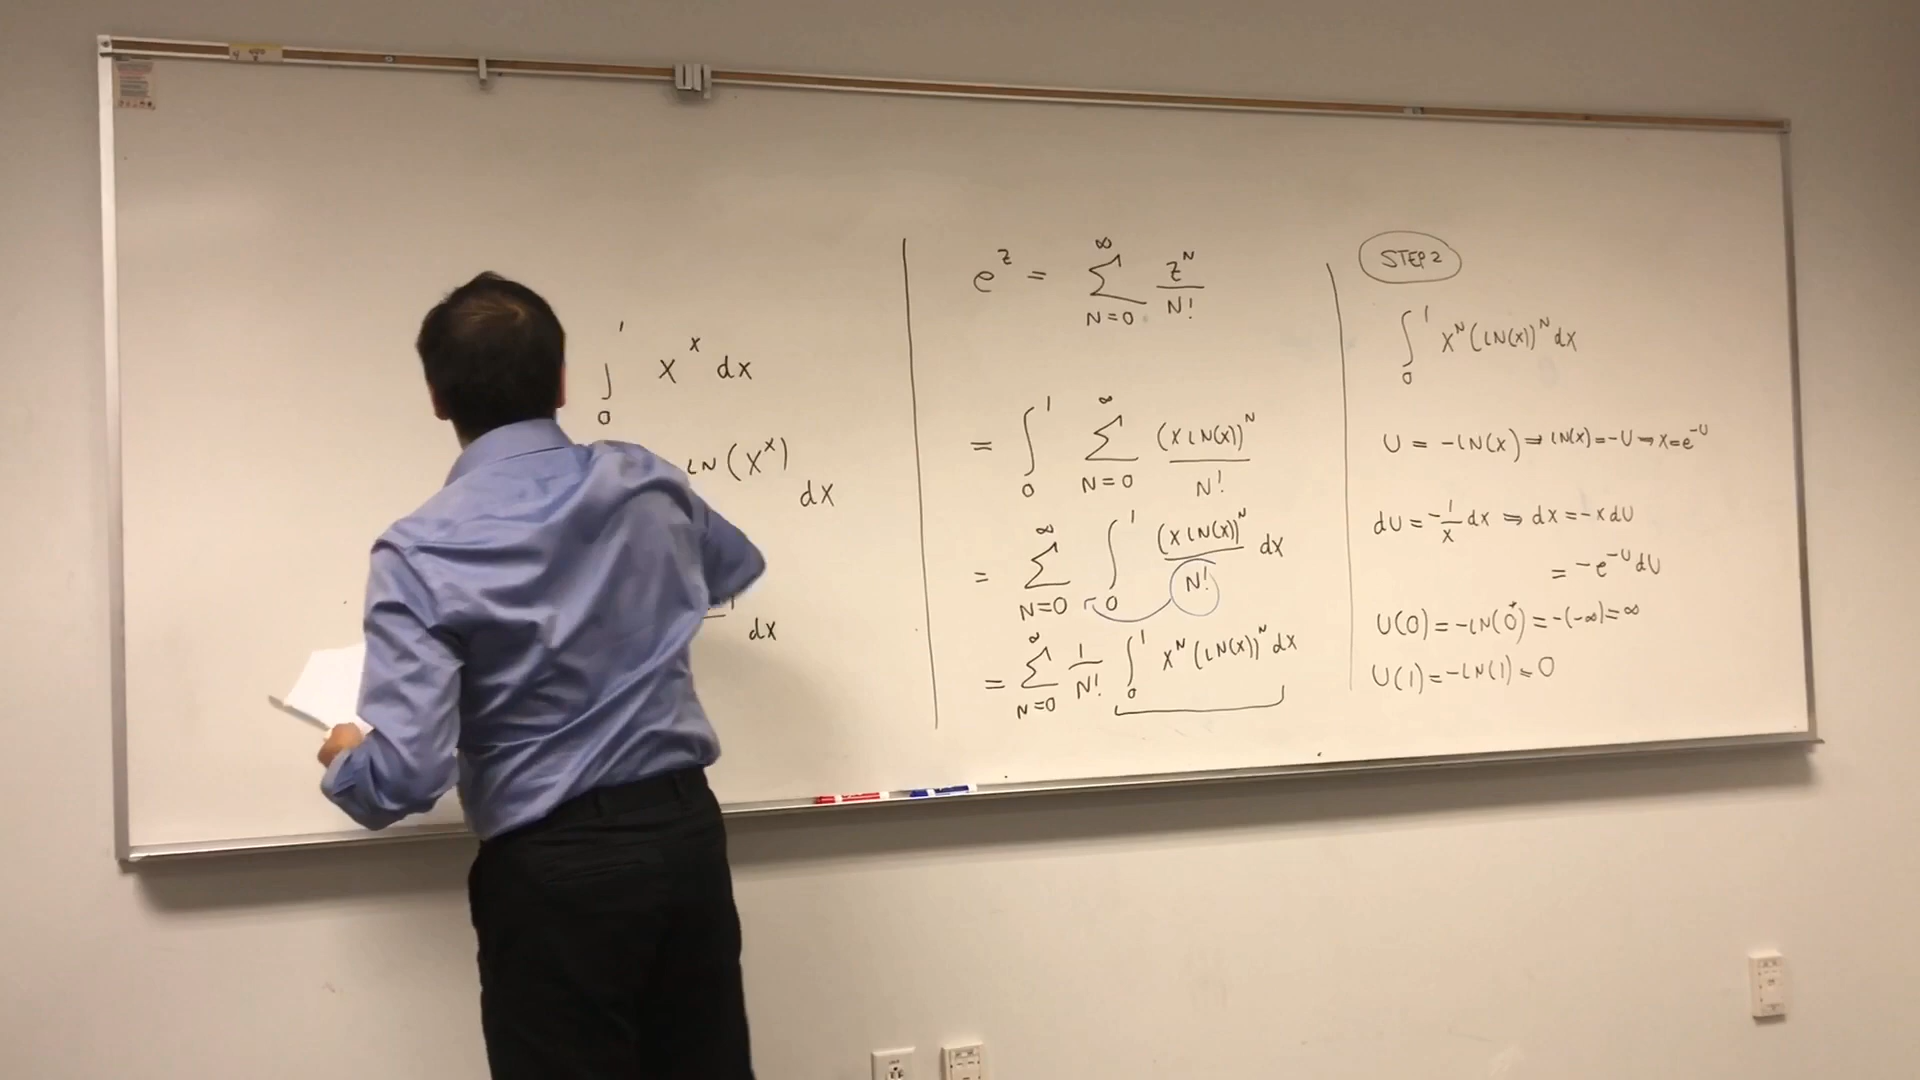 ∫₀¹ x^x dx
LN(x^x) dx
dx
e^z = ∑_{N=0}^∞ z^N/N!
= ∫₀¹ ∑_{N=0}^∞ (x LN(x))^N/N!
= ∑_{N=0}^∞ ∫₀¹ (x LN(x))^N/N! dx
= ∑_{N=0}^∞ 1/N! ∫₀¹ x^N (LN(x))^N dx
STEP 2
∫₀¹ x^N (LN(x))^N dx
U = -LN(x) ⇒ LN(x) = -U ⇒ x = e^{-U}
dU = -1/x dx ⇒ dx = -x dU
= -e^{-U} dU
U(0) = -LN(0⁺) = -(-∞) = ∞
U(1) = -LN(1) = 0